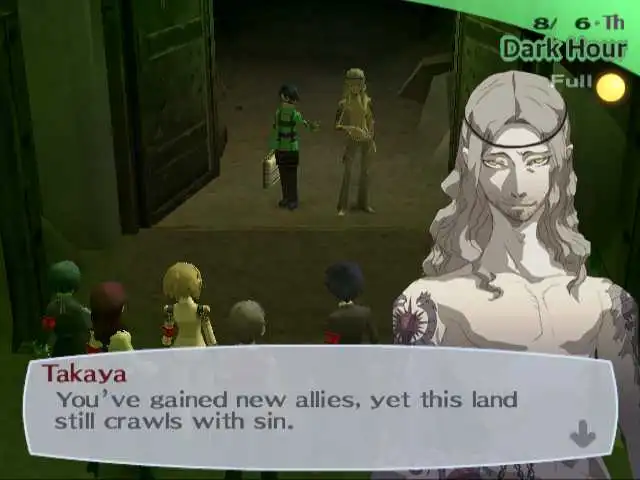 8/ 6·Th
Dark Hour
Full
Takaya
You've gained new allies, yet this land
still crawls with sin.